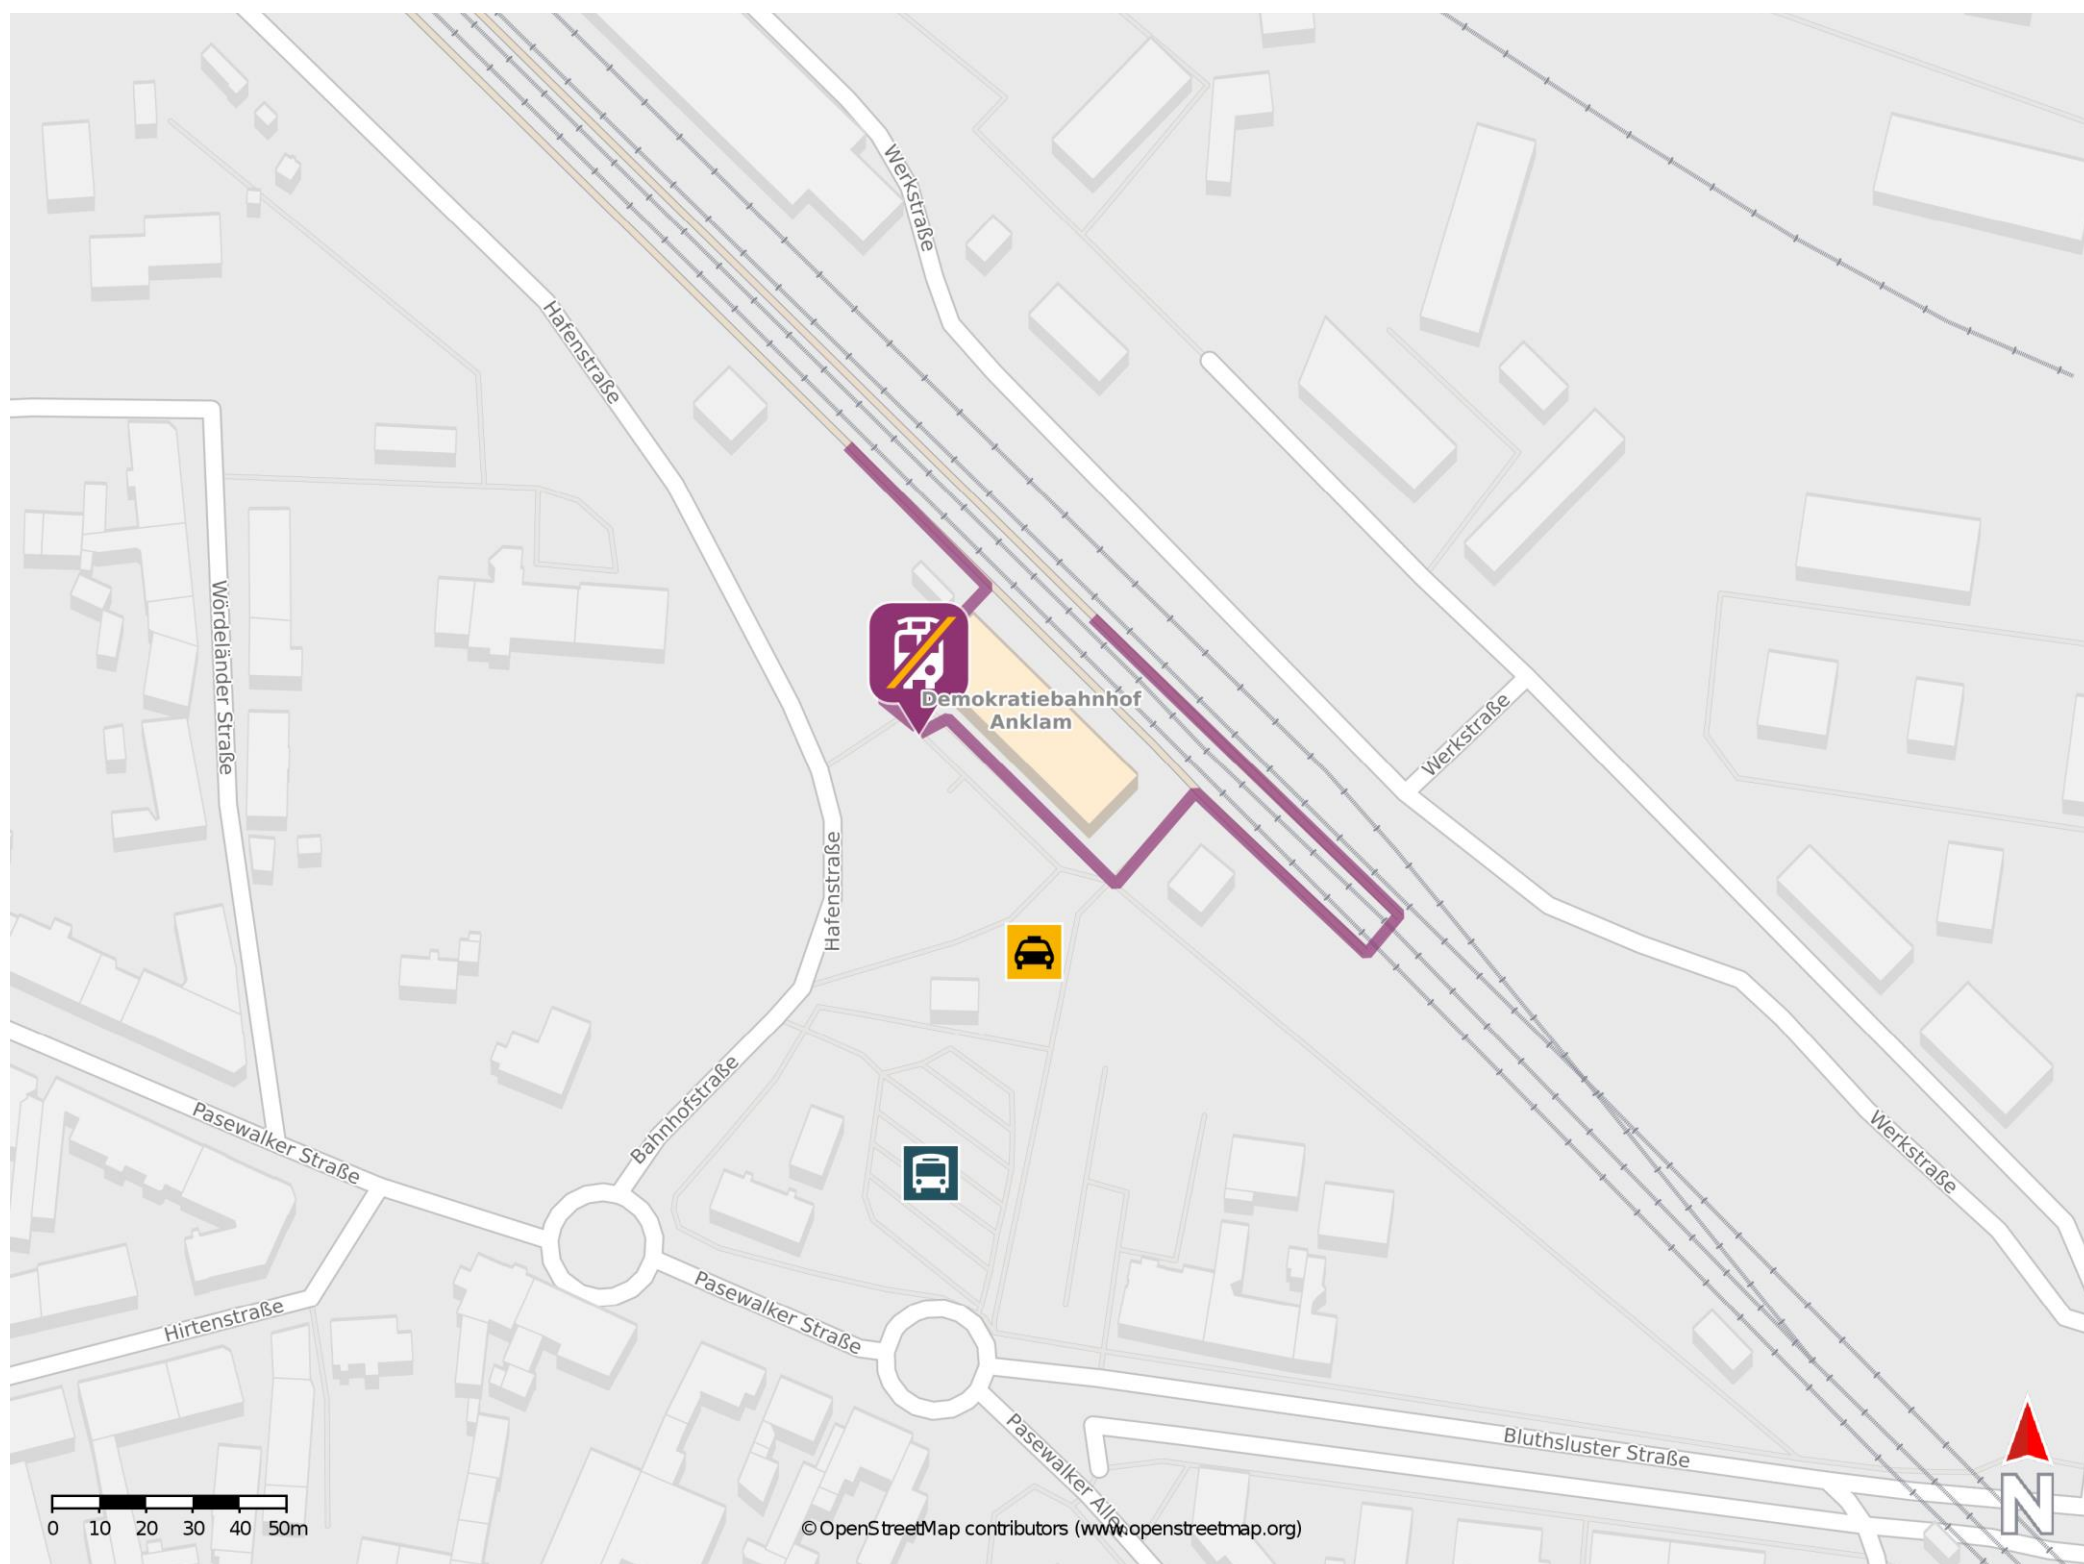 Werkstraße
Hafenstraße
Wördeländer Straße
Demokratiebahnhof
Anklam
Werkstraße
Hafenstraße
Bahnhofstraße
Pasewalker Straße
Werkstraße
Pasewalker Straße
Hirtenstraße
Bluthsluster Straße
Pasewalker Allee
N
0 10 20 30 40 50m
© OpenStreetMap contributors (www.openstreetmap.org)